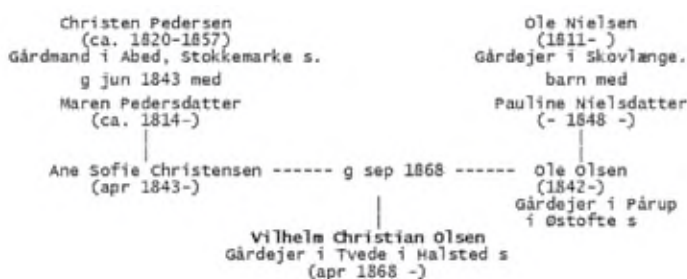 Christen Pedersen
(ca. 1820-1857)
Gårdmand i Abed, Stokkemarke s.
g jun 1843 med
Maren Pedersdatter
(ca. 1814-)
Ole Nielsen
(1811- )
Gårdejer i Skovlænge.
barn med
Pauline Nielsdatter
(- 1848 -)
Ane Sofie Christensen ------ g sep 1868 ------ Ole Olsen
(apr 1843-)
(1842-)
Gårdejer i Pårup
i Østofte s
Vilhelm Christian Olsen
Gårdejer i Tvede i Halsted s
(apr 1868 -)